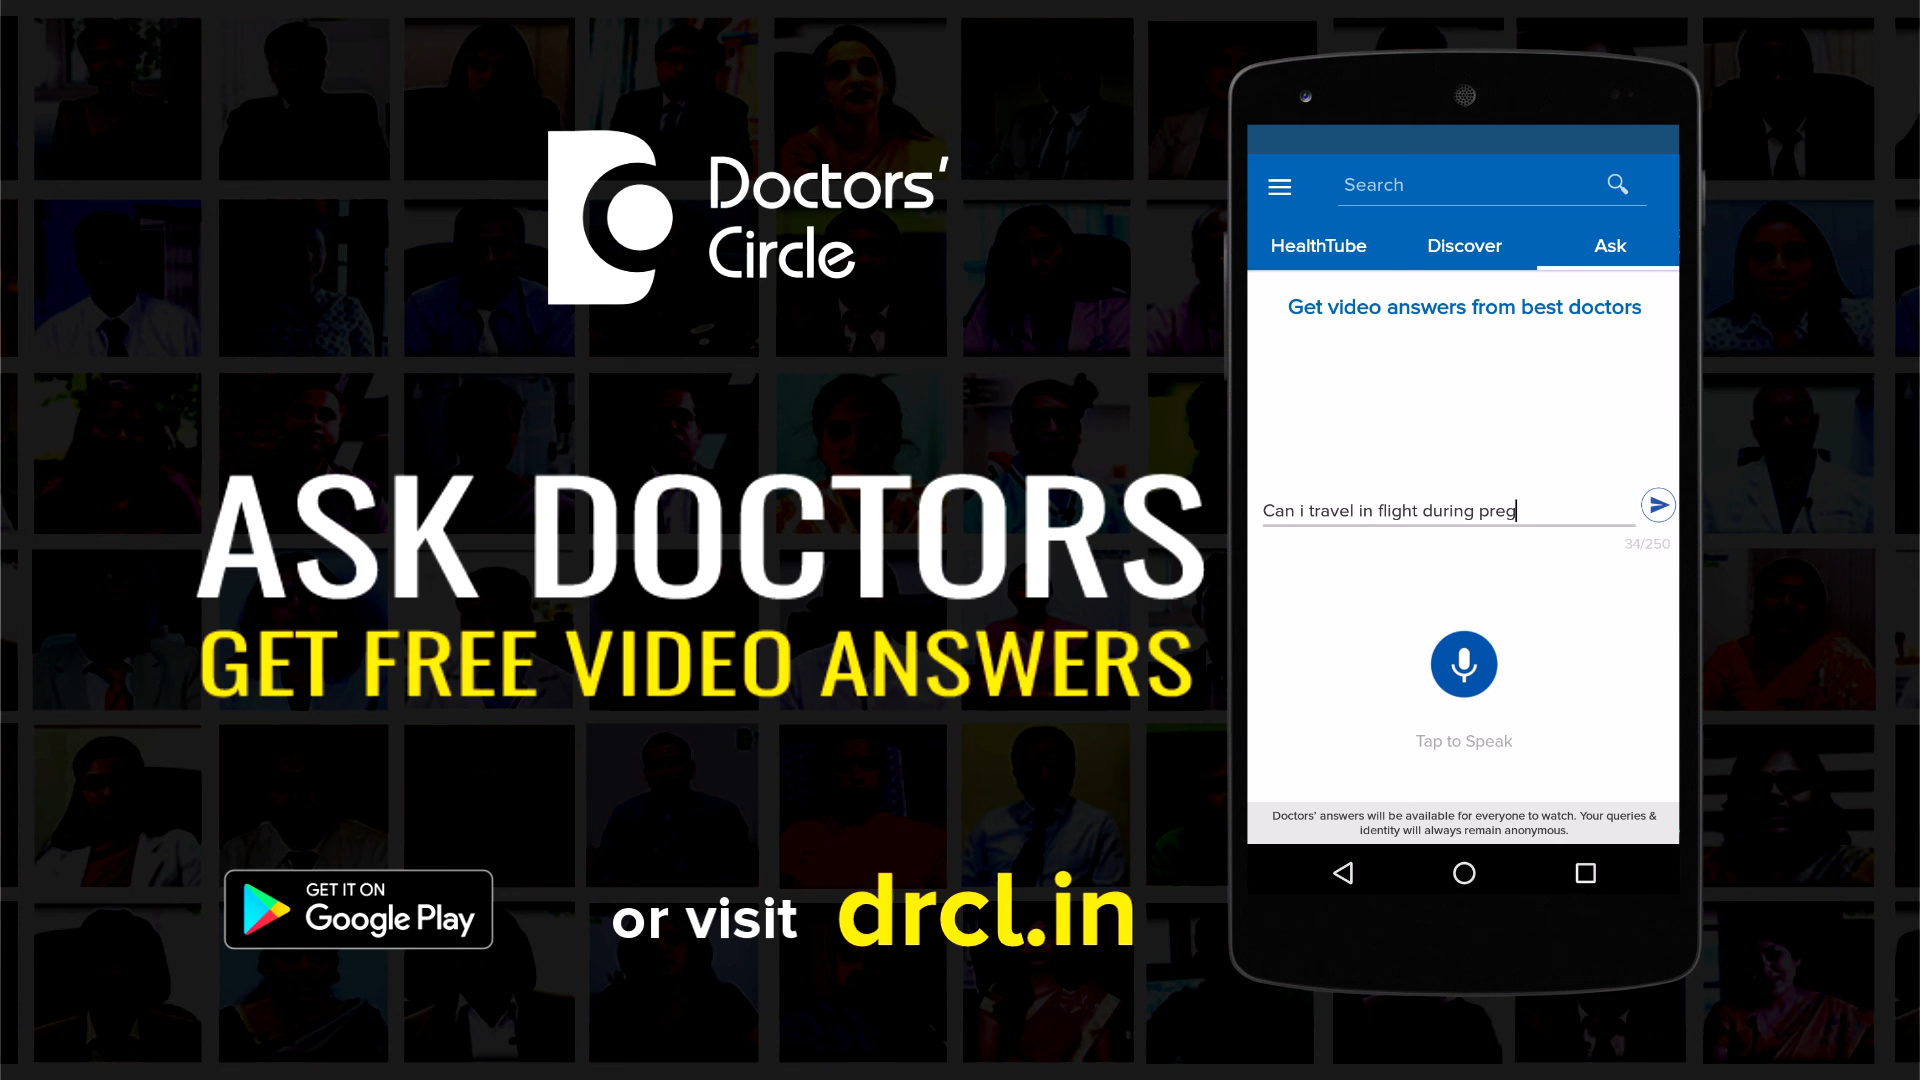 Doctors'
Circle
ASK DOCTORS
GET FREE VIDEO ANSWERS
GET IT ON
Google Play
or visit drcl.in
Search
HealthTube Discover Ask
Get video answers from best doctors
Can i travel in flight during preg
34/250
Tap to Speak
Doctors' answers will be available for everyone to watch. Your queries &
identity will always remain anonymous.